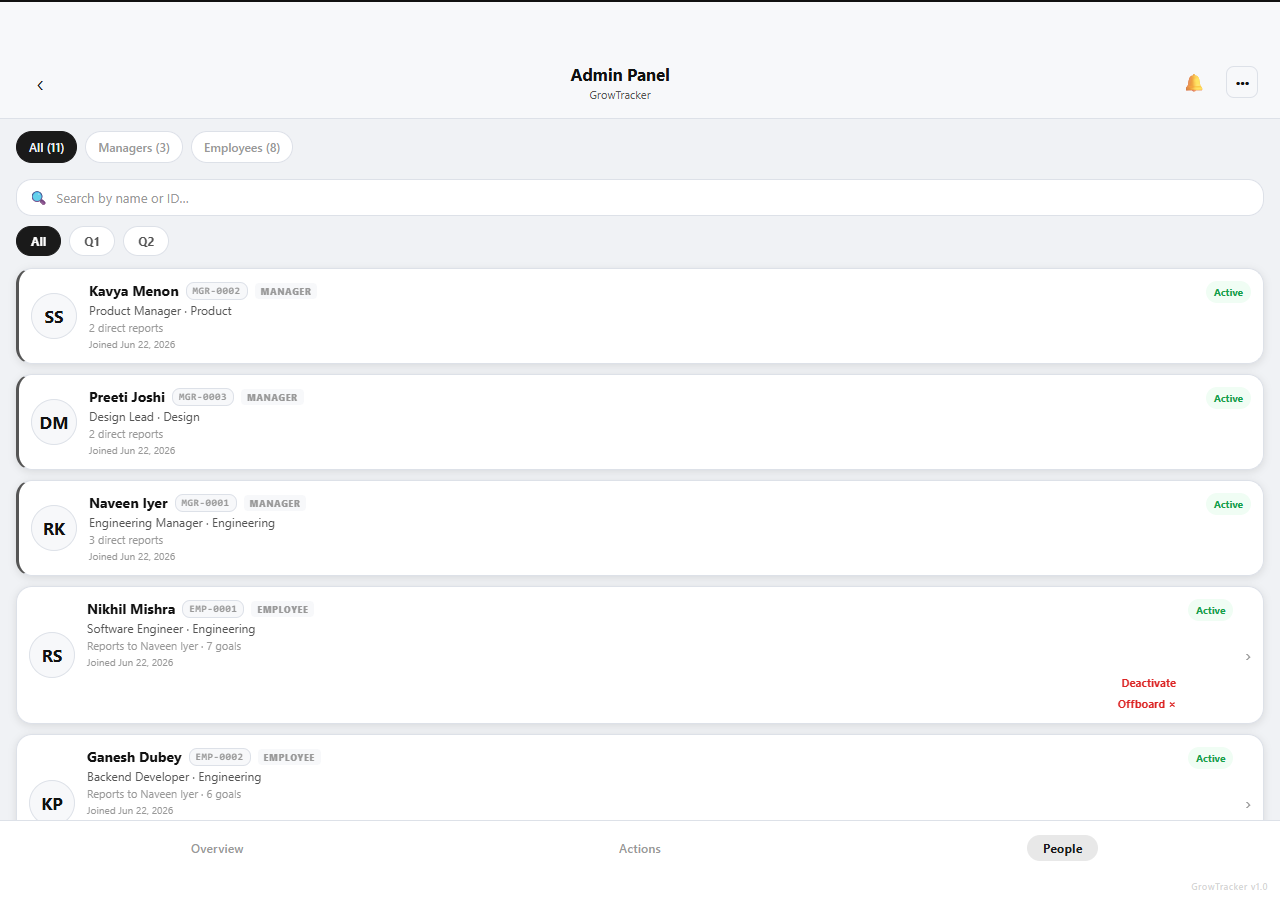 ‹
Admin Panel
GrowTracker
•••
All (11) Managers (3) Employees (8)
Search by name or ID...
All Q1 Q2
SS
Kavya Menon MGR-0002 MANAGER Active
Product Manager · Product
2 direct reports
Joined Jun 22, 2026
DM
Preeti Joshi MGR-0003 MANAGER Active
Design Lead · Design
2 direct reports
Joined Jun 22, 2026
RK
Naveen Iyer MGR-0001 MANAGER Active
Engineering Manager · Engineering
3 direct reports
Joined Jun 22, 2026
RS
Nikhil Mishra EMP-0001 EMPLOYEE Active
Software Engineer · Engineering
Reports to Naveen Iyer · 7 goals
Joined Jun 22, 2026
›
Deactivate
Offboard ×
KP
Ganesh Dubey EMP-0002 EMPLOYEE Active
Backend Developer · Engineering
Reports to Naveen Iyer · 6 goals
Joined Jun 22, 2026
›
Overview Actions People
GrowTracker v1.0